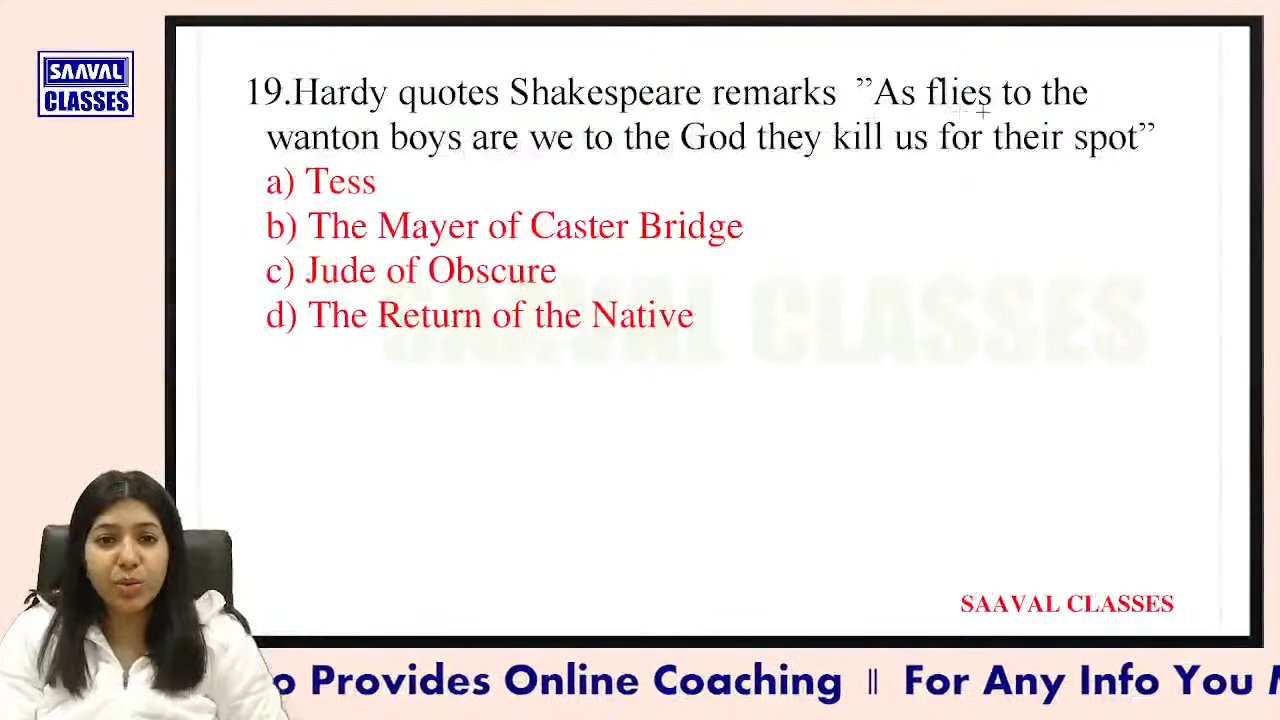 SAAVAL
CLASSES
19.Hardy quotes Shakespeare remarks ”As flies to the
wanton boys are we to the God they kill us for their spot”
a) Tess
b) The Mayer of Caster Bridge
c) Jude of Obscure
d) The Return of the Native
SAAVAL CLASSES
SAAVAL CLASSES
o Provides Online Coaching || For Any Info You M